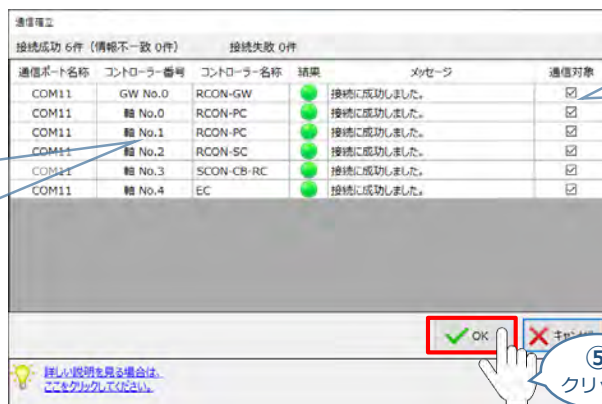 通信確立
接続成功 6件（情報不一致 0件） 接続失敗 0件
通信ポート名称 コントローラー番号 コントローラー名称 結果 メッセージ 通信対象
COM11 GW No.0 RCON-GW 接続に成功しました。
COM11 軸 No.0 RCON-PC 接続に成功しました。
COM11 軸 No.1 RCON-PC 接続に成功しました。
COM11 軸 No.2 RCON-SC 接続に成功しました。
COM11 軸 No.3 SCON-CB-RC 接続に成功しました。
COM11 軸 No.4 EC 接続に成功しました。
OK
⑤
クリッ
詳しい説明を見る場合は、
ここをクリックしてください。